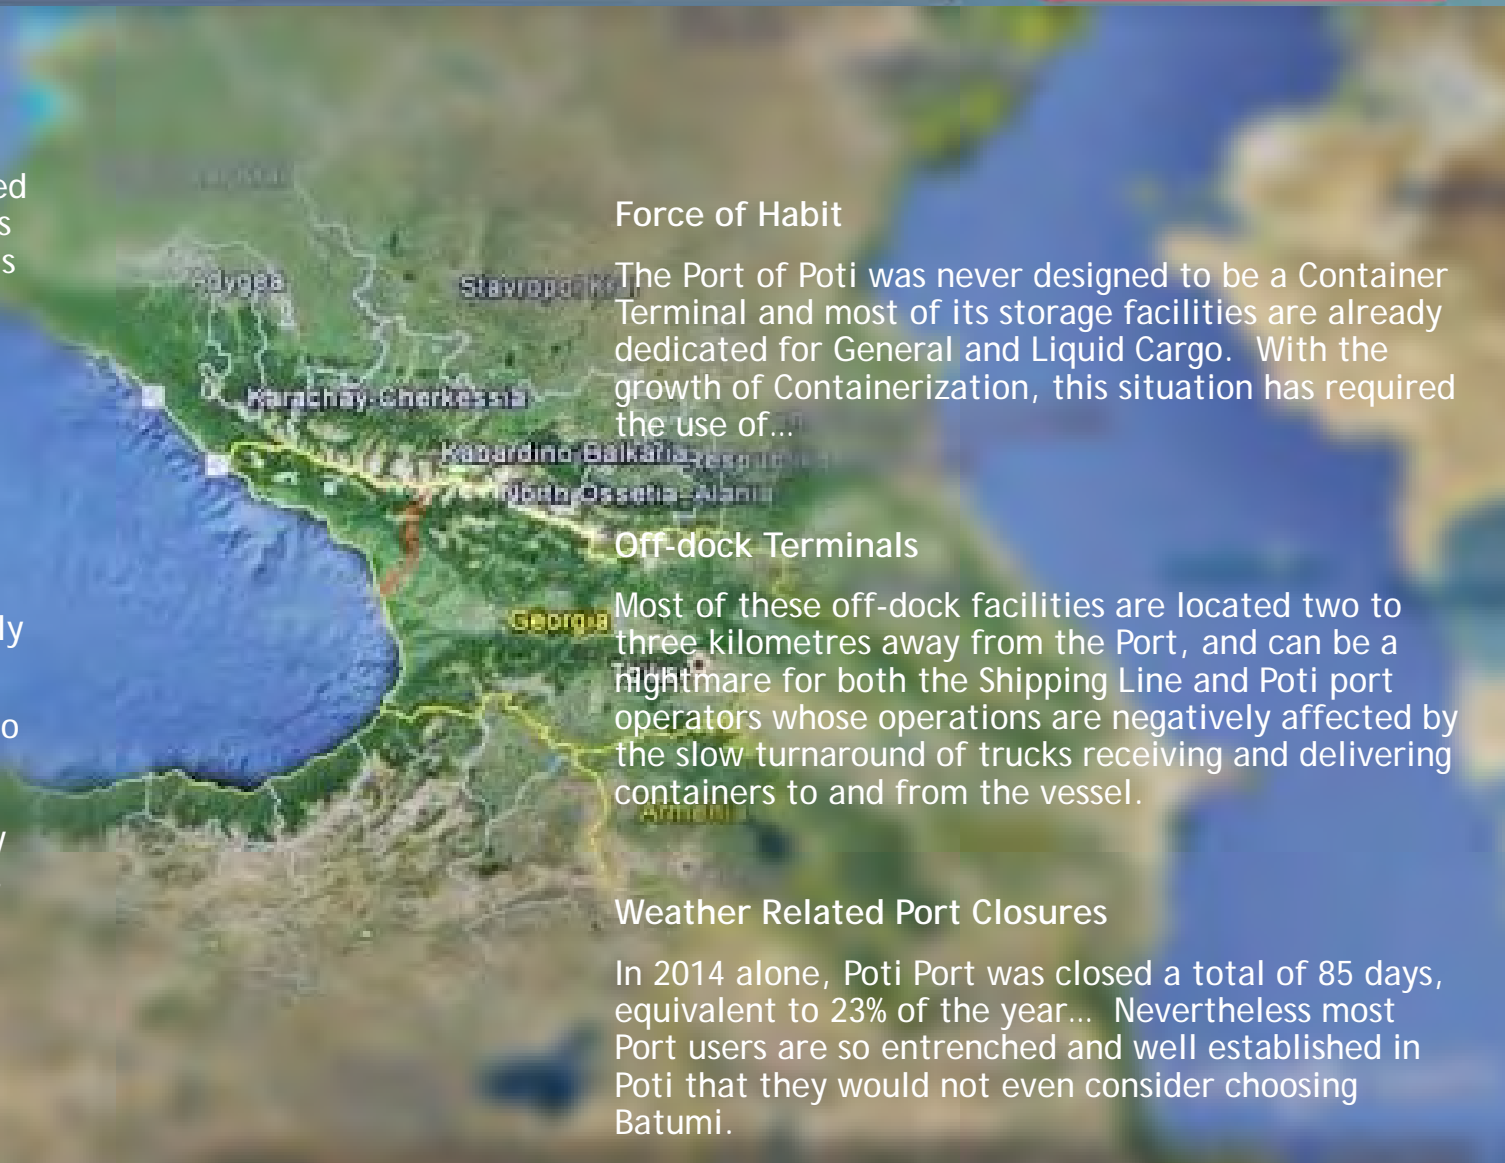 ed
s
s
ly
o
y
Adygea
Stavropol
Karachay-Cherkessia
Kabardino-Balkaria
North Ossetia-Alania
Georgia
Armenia
Force of Habit
The Port of Poti was never designed to be a Container
Terminal and most of its storage facilities are already
dedicated for General and Liquid Cargo.  With the
growth of Containerization, this situation has required
the use of…
Off-dock Terminals
Most of these off-dock facilities are located two to
three kilometres away from the Port, and can be a
nightmare for both the Shipping Line and Poti port
operators whose operations are negatively affected by
the slow turnaround of trucks receiving and delivering
containers to and from the vessel.
Weather Related Port Closures
In 2014 alone, Poti Port was closed a total of 85 days,
equivalent to 23% of the year…  Nevertheless most
Port users are so entrenched and well established in
Poti that they would not even consider choosing
Batumi.